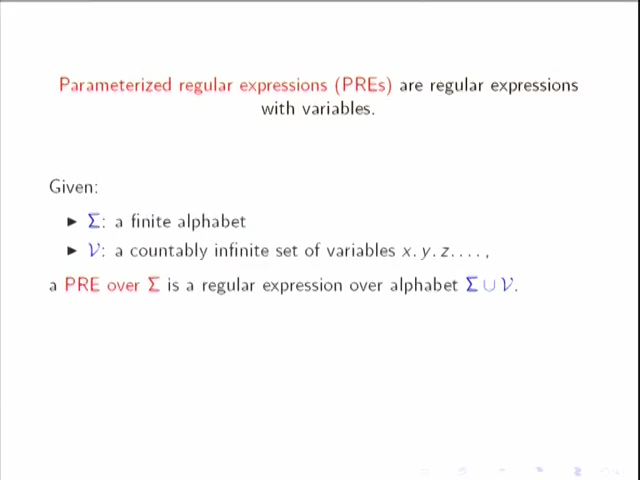 Parameterized regular expressions (PREs) are regular expressions
with variables.
Given:
▶ Σ: a finite alphabet
▶ 𝒱: a countably infinite set of variables x, y, z, . . . ,
a PRE over Σ is a regular expression over alphabet Σ ∪ 𝒱.